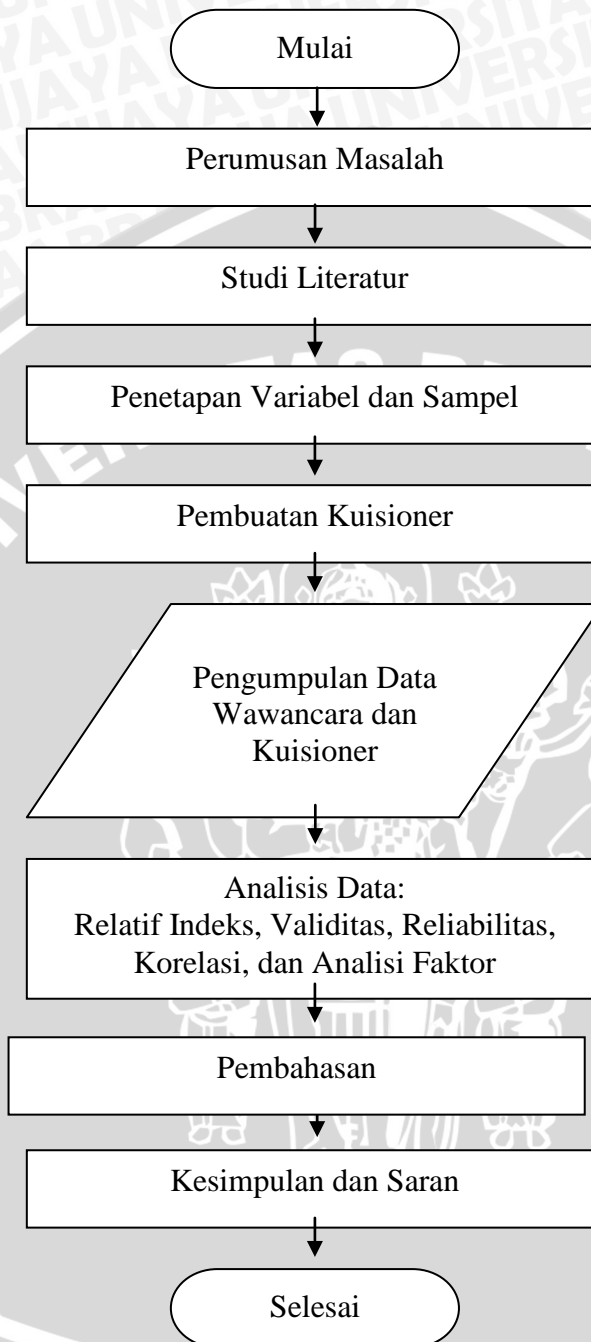 Mulai
Perumusan Masalah
Studi Literatur
Penetapan Variabel dan Sampel
Pembuatan Kuisioner
Pengumpulan Data
Wawancara dan
Kuisioner
Analisis Data:
Relatif Indeks, Validitas, Reliabilitas,
Korelasi, dan Analisi Faktor
Pembahasan
Kesimpulan dan Saran
Selesai